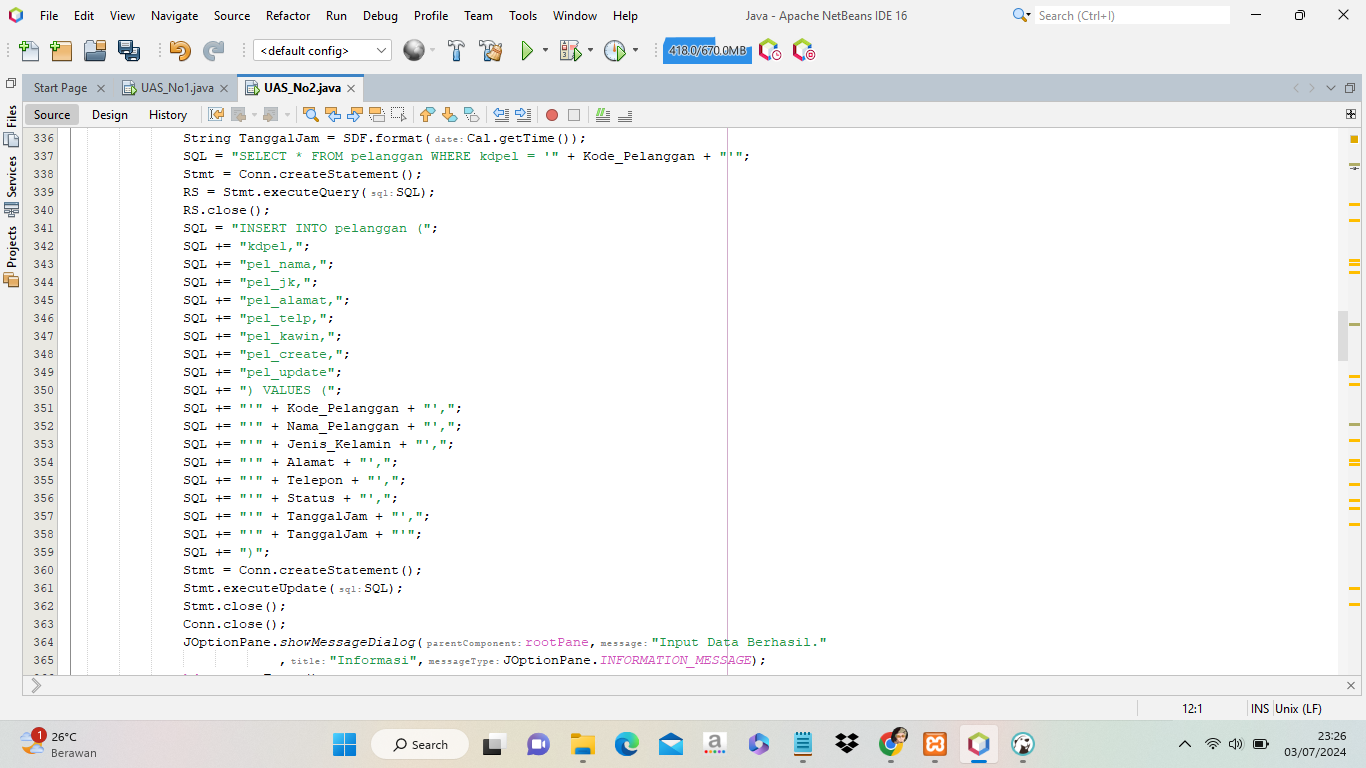 File Edit View Navigate Source Refactor Run Debug Profile Team Tools Window Help Java - Apache NetBeans IDE 16 Search (Ctrl+I)
<default config> 418.0/670.0MB
Start Page UAS_No1.java UAS_No2.java
Source Design History
Files
Services
Projects
336 String TanggalJam = SDF.format( date: Cal.getTime());
337 SQL = "SELECT * FROM pelanggan WHERE kdpel = '" + Kode_Pelanggan + "'";
338 Stmt = Conn.createStatement();
339 RS = Stmt.executeQuery( sql: SQL);
340 RS.close();
341 SQL = "INSERT INTO pelanggan (";
342 SQL += "kdpel,";
343 SQL += "pel_nama,";
344 SQL += "pel_jk,";
345 SQL += "pel_alamat,";
346 SQL += "pel_telp,";
347 SQL += "pel_kawin,";
348 SQL += "pel_create,";
349 SQL += "pel_update";
350 SQL += ") VALUES (";
351 SQL += "'" + Kode_Pelanggan + "',";
352 SQL += "'" + Nama_Pelanggan + "',";
353 SQL += "'" + Jenis_Kelamin + "',";
354 SQL += "'" + Alamat + "',";
355 SQL += "'" + Telepon + "',";
356 SQL += "'" + Status + "',";
357 SQL += "'" + TanggalJam + "',";
358 SQL += "'" + TanggalJam + "'";
359 SQL += ")";
360 Stmt = Conn.createStatement();
361 Stmt.executeUpdate( sql: SQL);
362 Stmt.close();
363 Conn.close();
364 JOptionPane.showMessageDialog( parentComponent: rootPane, message: "Input Data Berhasil."
365 , title: "Informasi", messageType: JOptionPane.INFORMATION_MESSAGE);
12:1 INS Unix (LF)
1 26°C
Berawan
Search
23:26
03/07/2024